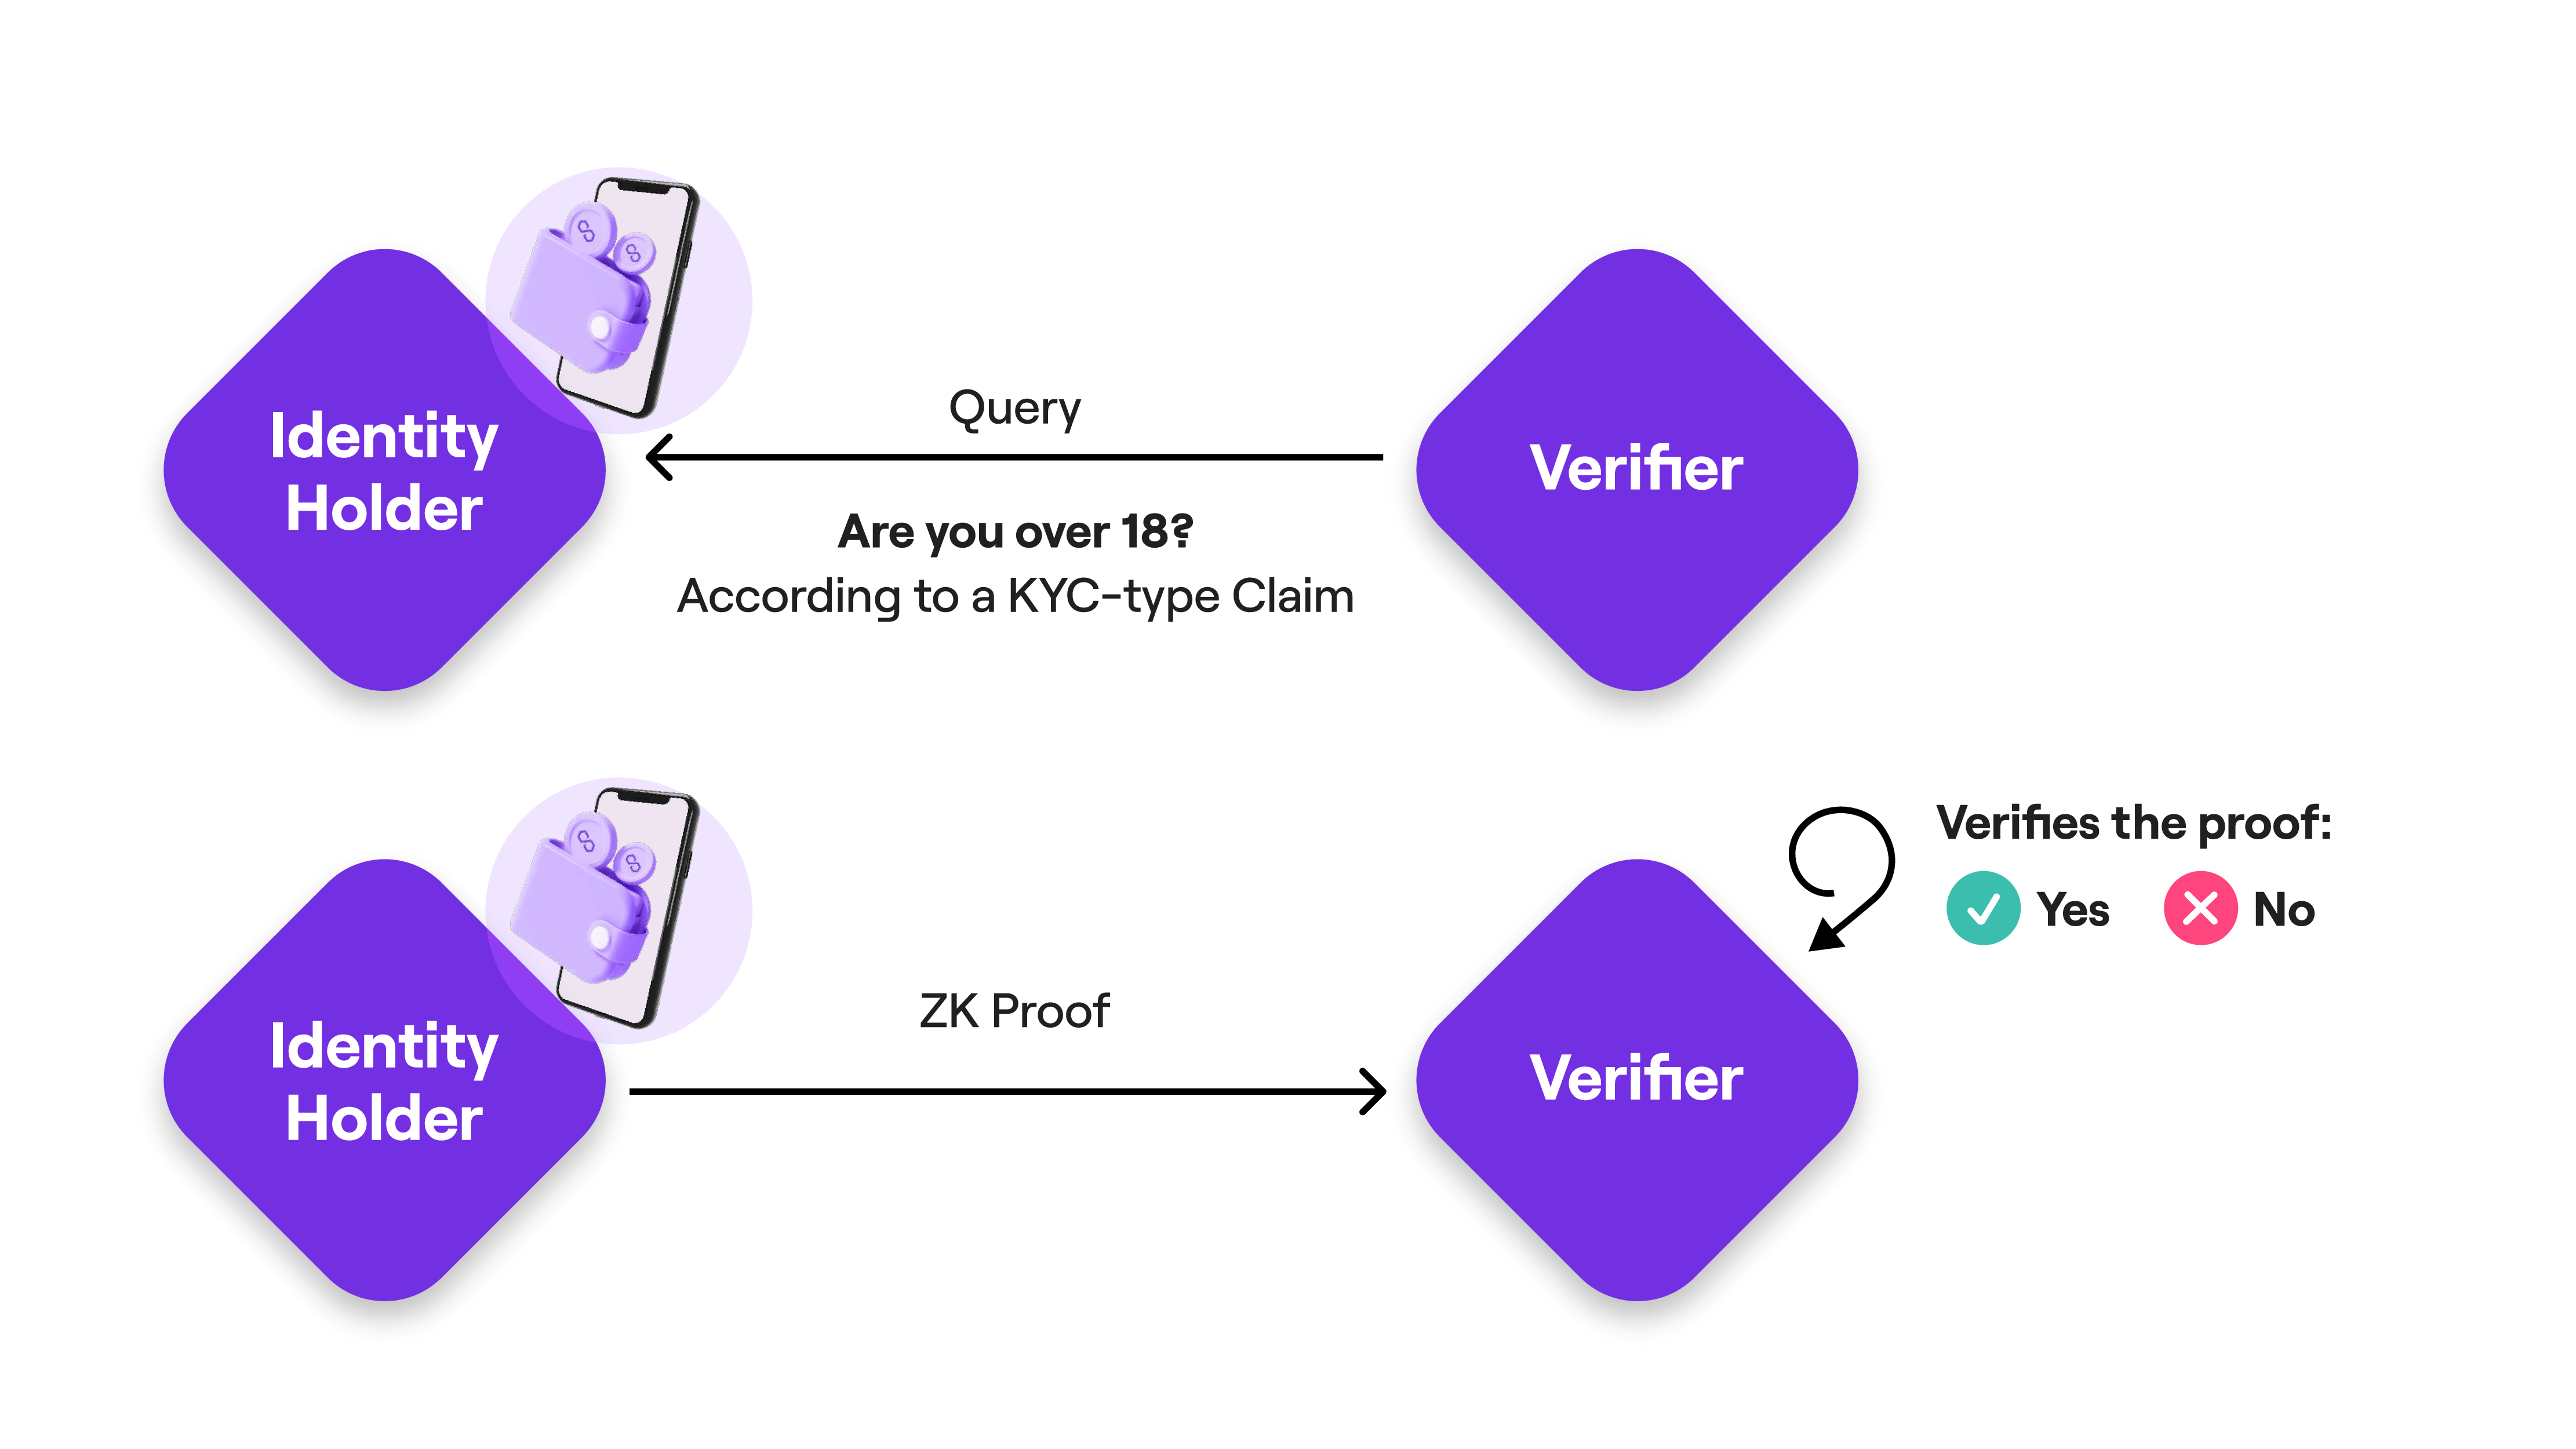 Identity
Holder
Query
Are you over 18?
According to a KYC-type Claim
Verifier
Identity
Holder
ZK Proof
Verifier
Verifies the proof:
Yes
No